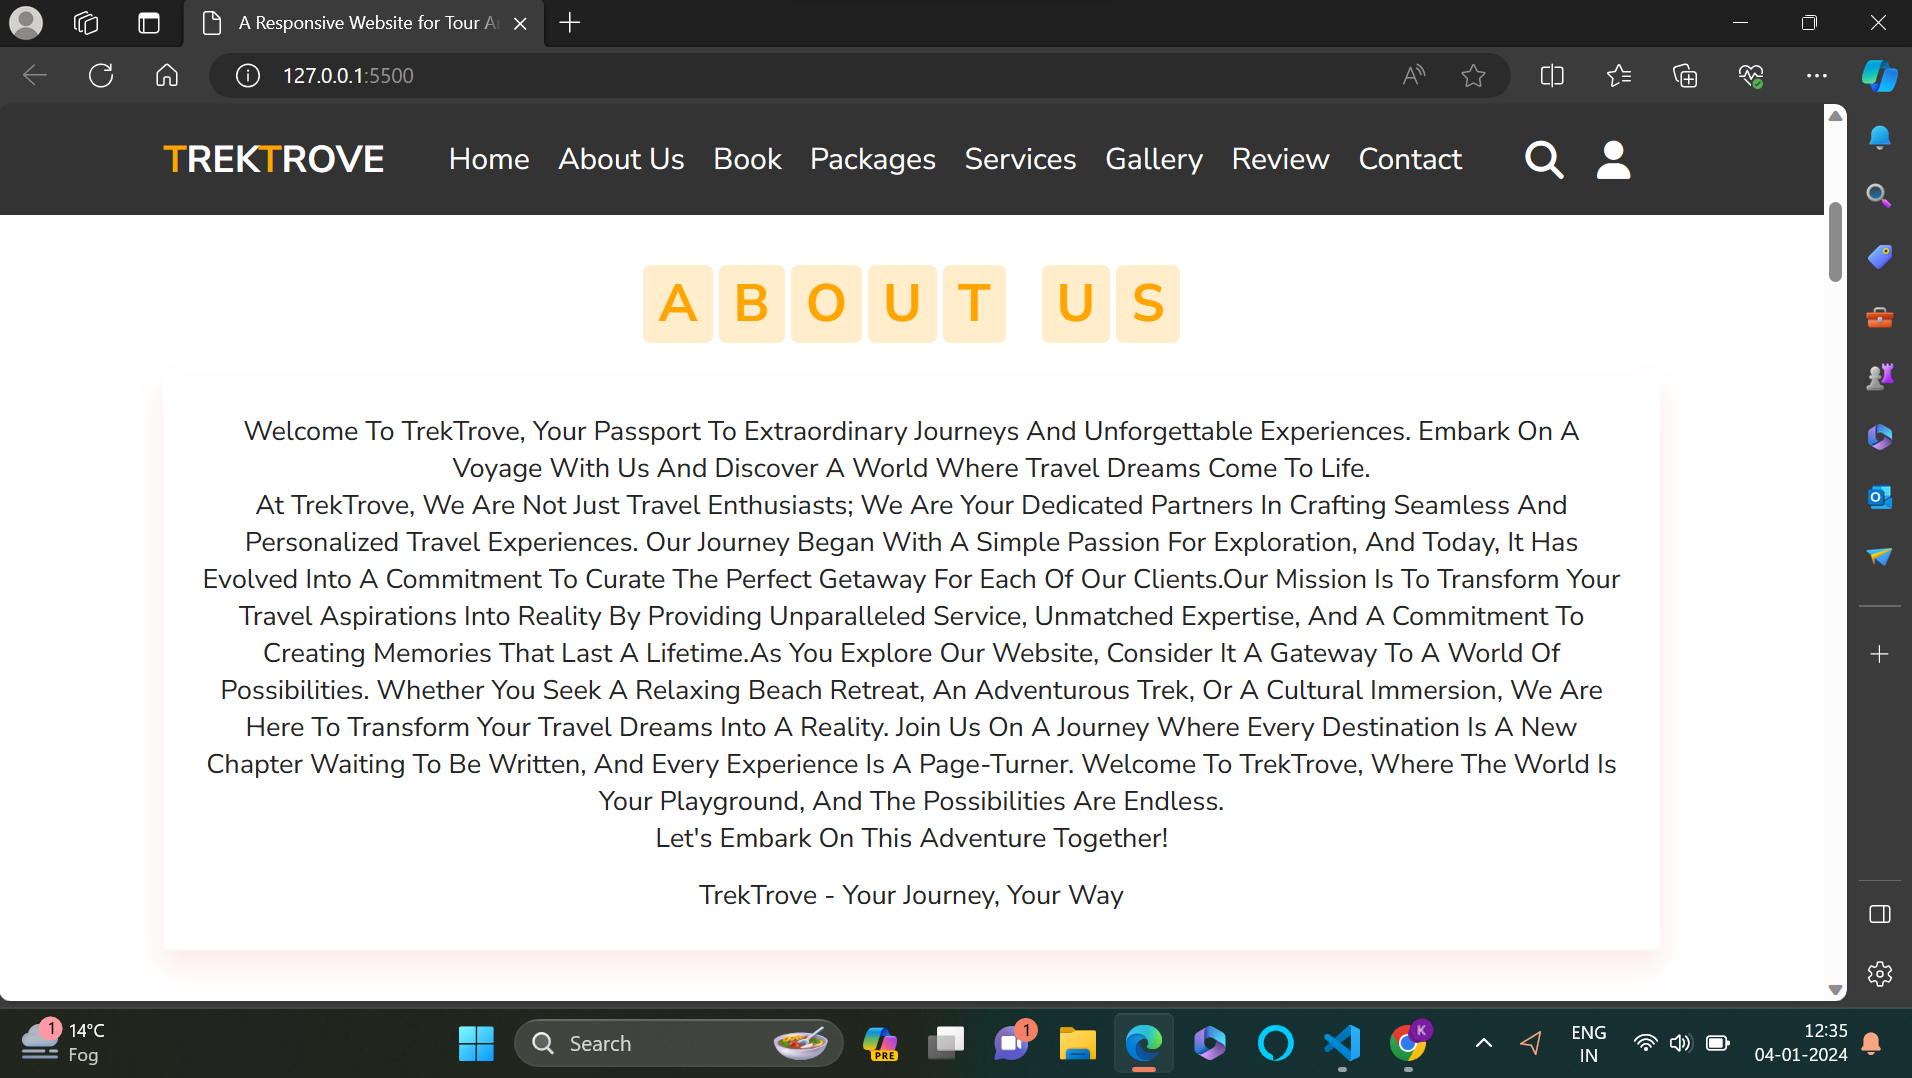 A Responsive Website for Tour A
127.0.0.1:5500
TREKTROVE Home About Us Book Packages Services Gallery Review Contact
ABOUT US
Welcome To TrekTrove, Your Passport To Extraordinary Journeys And Unforgettable Experiences. Embark On A
Voyage With Us And Discover A World Where Travel Dreams Come To Life.
At TrekTrove, We Are Not Just Travel Enthusiasts; We Are Your Dedicated Partners In Crafting Seamless And
Personalized Travel Experiences. Our Journey Began With A Simple Passion For Exploration, And Today, It Has
Evolved Into A Commitment To Curate The Perfect Getaway For Each Of Our Clients.Our Mission Is To Transform Your
Travel Aspirations Into Reality By Providing Unparalleled Service, Unmatched Expertise, And A Commitment To
Creating Memories That Last A Lifetime.As You Explore Our Website, Consider It A Gateway To A World Of
Possibilities. Whether You Seek A Relaxing Beach Retreat, An Adventurous Trek, Or A Cultural Immersion, We Are
Here To Transform Your Travel Dreams Into A Reality. Join Us On A Journey Where Every Destination Is A New
Chapter Waiting To Be Written, And Every Experience Is A Page-Turner. Welcome To TrekTrove, Where The World Is
Your Playground, And The Possibilities Are Endless.
Let's Embark On This Adventure Together!
TrekTrove - Your Journey, Your Way
1
14°C
Fog
Search
PRE
1
K
ENG
IN
12:35
04-01-2024